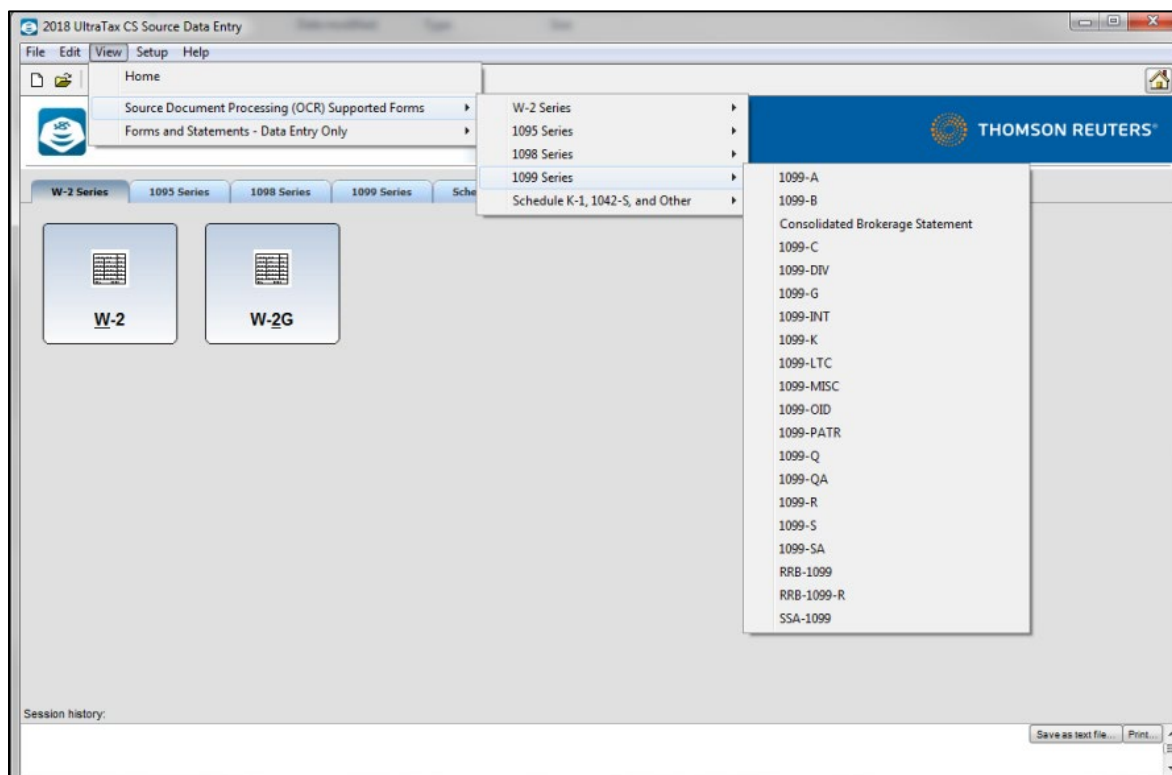 2018 UltraTax CS Source Data Entry
File Edit View Setup Help
Home
Source Document Processing (OCR) Supported Forms
Forms and Statements - Data Entry Only
W-2 Series
1095 Series
1098 Series
1099 Series
Schedule K-1, 1042-S, and Other
THOMSON REUTERS®
1099-A
1099-B
Consolidated Brokerage Statement
1099-C
1099-DIV
1099-G
1099-INT
1099-K
1099-LTC
1099-MISC
1099-OID
1099-PATR
1099-Q
1099-QA
1099-R
1099-S
1099-SA
RRB-1099
RRB-1099-R
SSA-1099
W-2 Series 1095 Series 1098 Series 1099 Series Sche
W-2 W-2G
Session history:
Save as text file... Print...